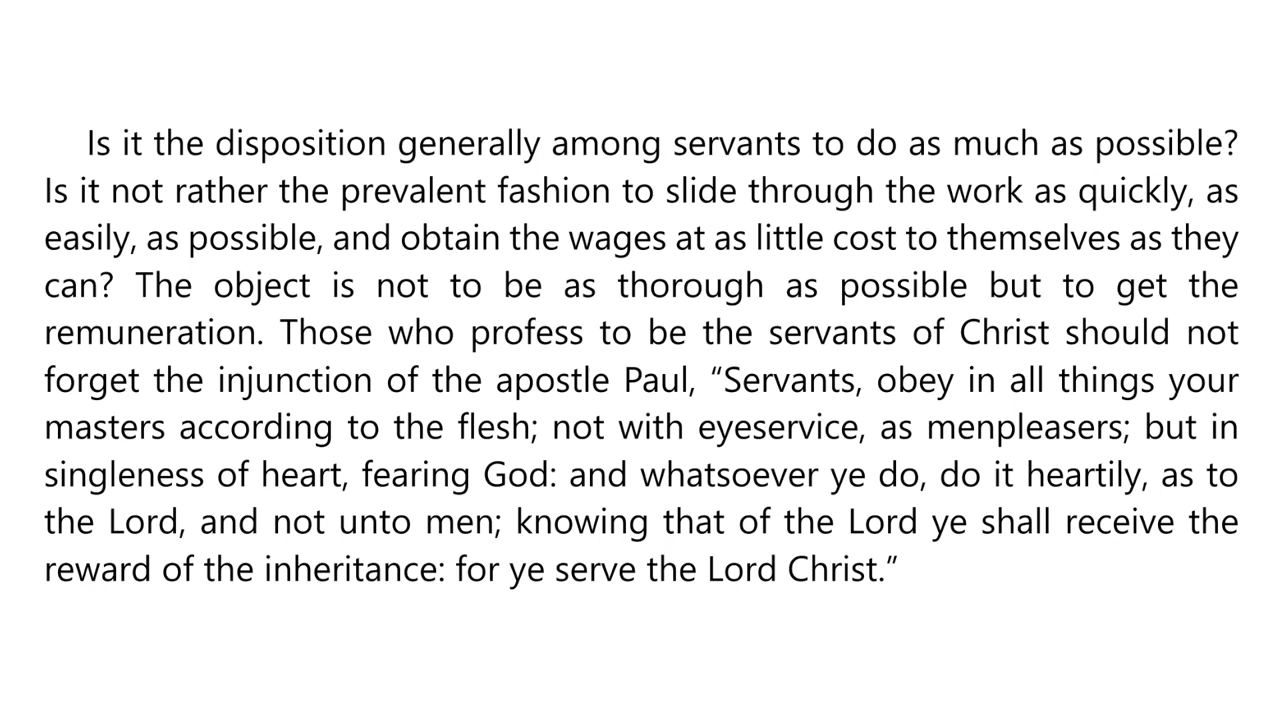 Is it the disposition generally among servants to do as much as possible?
Is it not rather the prevalent fashion to slide through the work as quickly, as
easily, as possible, and obtain the wages at as little cost to themselves as they
can? The object is not to be as thorough as possible but to get the
remuneration. Those who profess to be the servants of Christ should not
forget the injunction of the apostle Paul, “Servants, obey in all things your
masters according to the flesh; not with eyeservice, as menpleasers; but in
singleness of heart, fearing God: and whatsoever ye do, do it heartily, as to
the Lord, and not unto men; knowing that of the Lord ye shall receive the
reward of the inheritance: for ye serve the Lord Christ.”